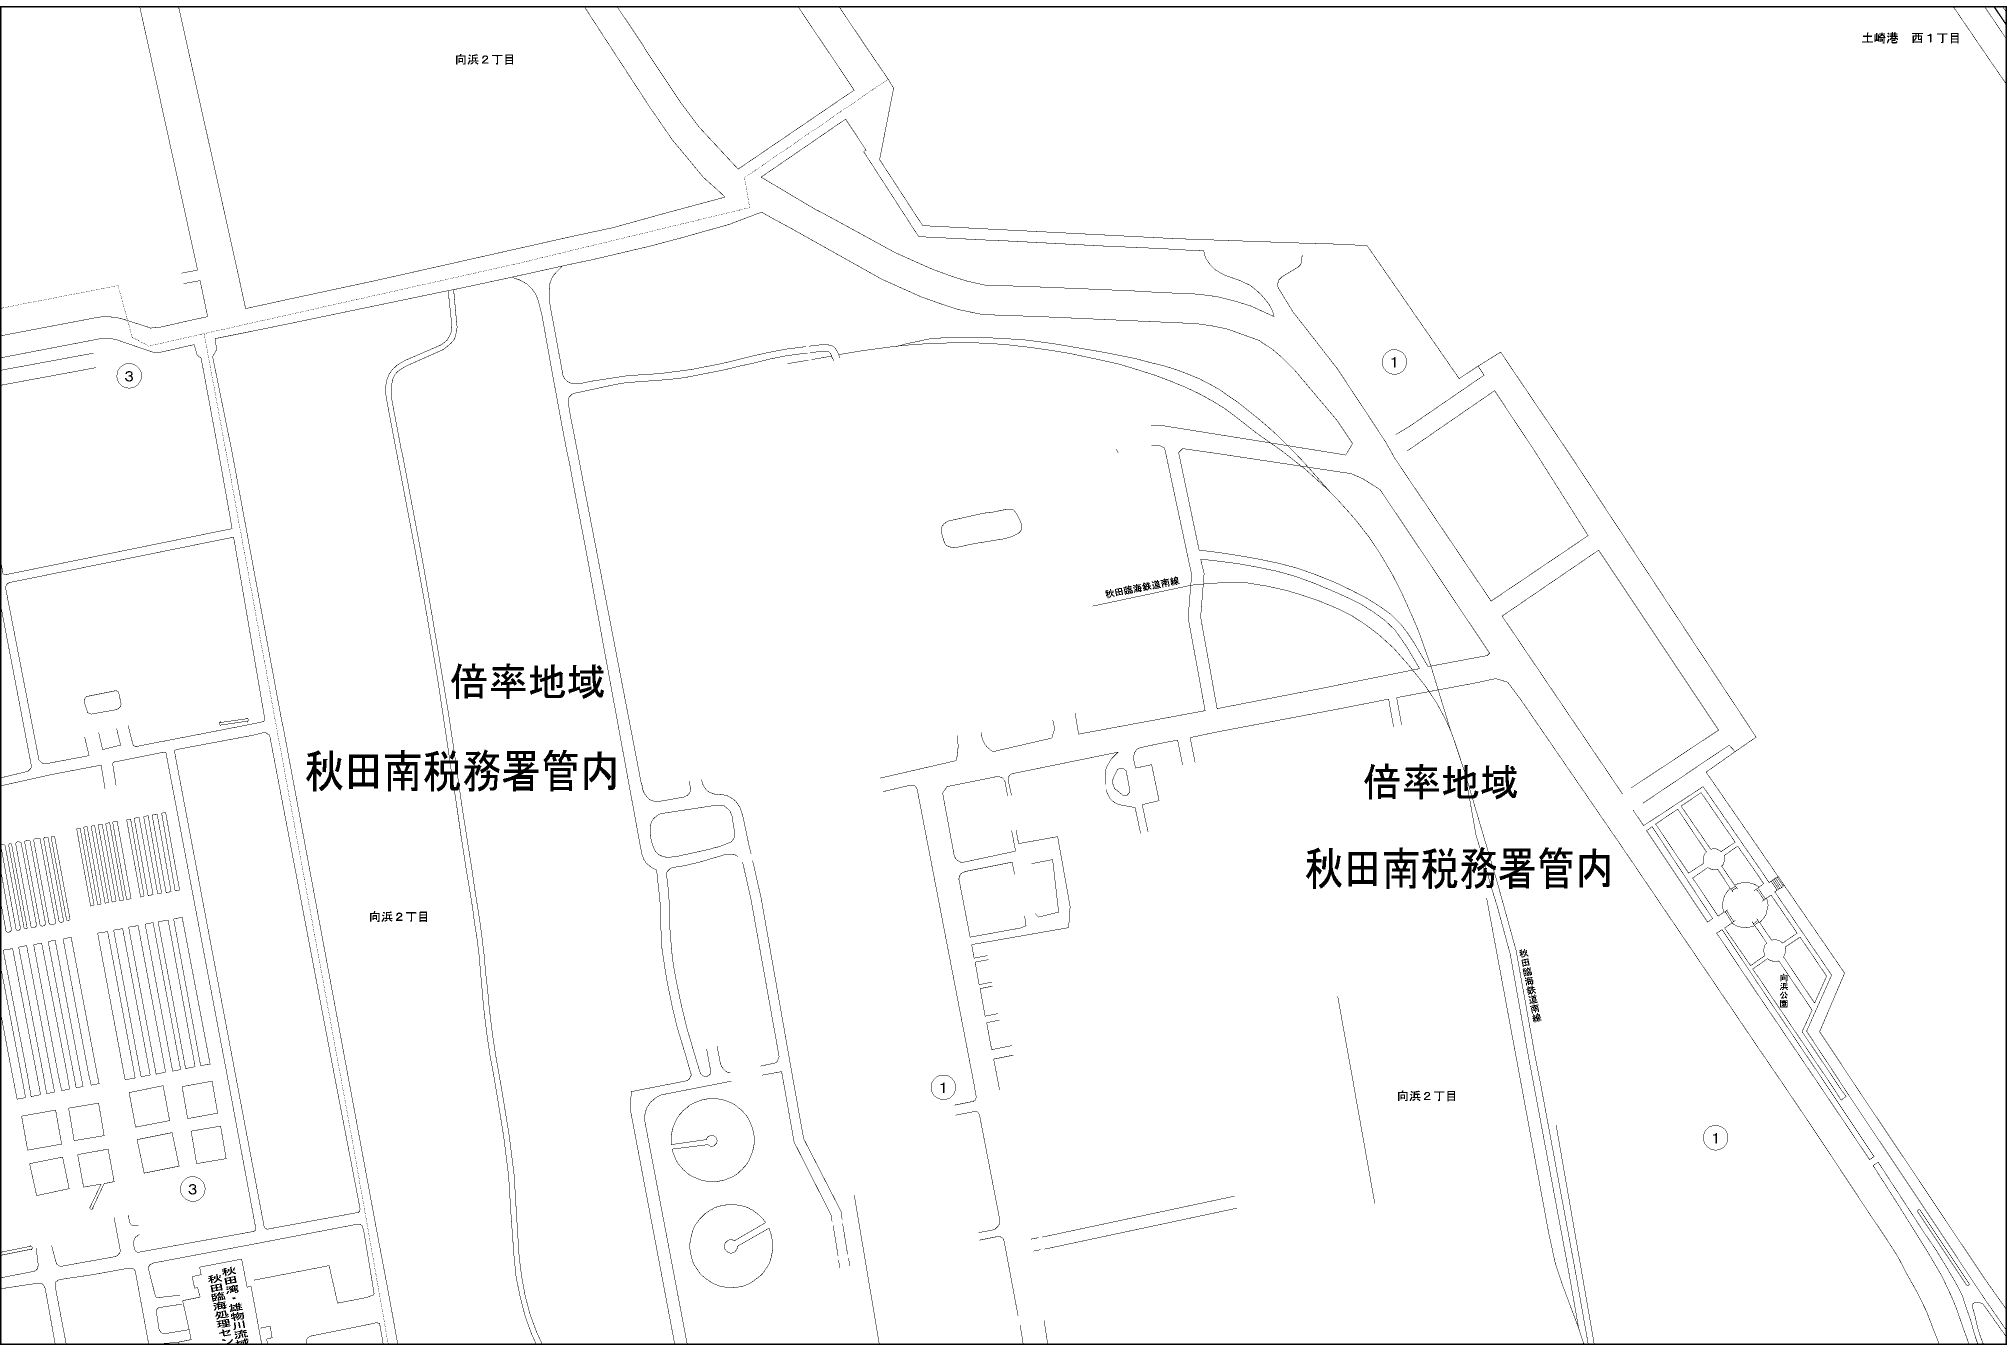 土崎港　西１丁目
向浜２丁目
①
③
秋田臨海鉄道南線
倍率地域
秋田南税務署管内
倍率地域
秋田南税務署管内
向浜２丁目
秋田臨海鉄道南線
向浜公園
①
向浜２丁目
①
③
秋田湾・雄物川流域
秋田臨海処理セン